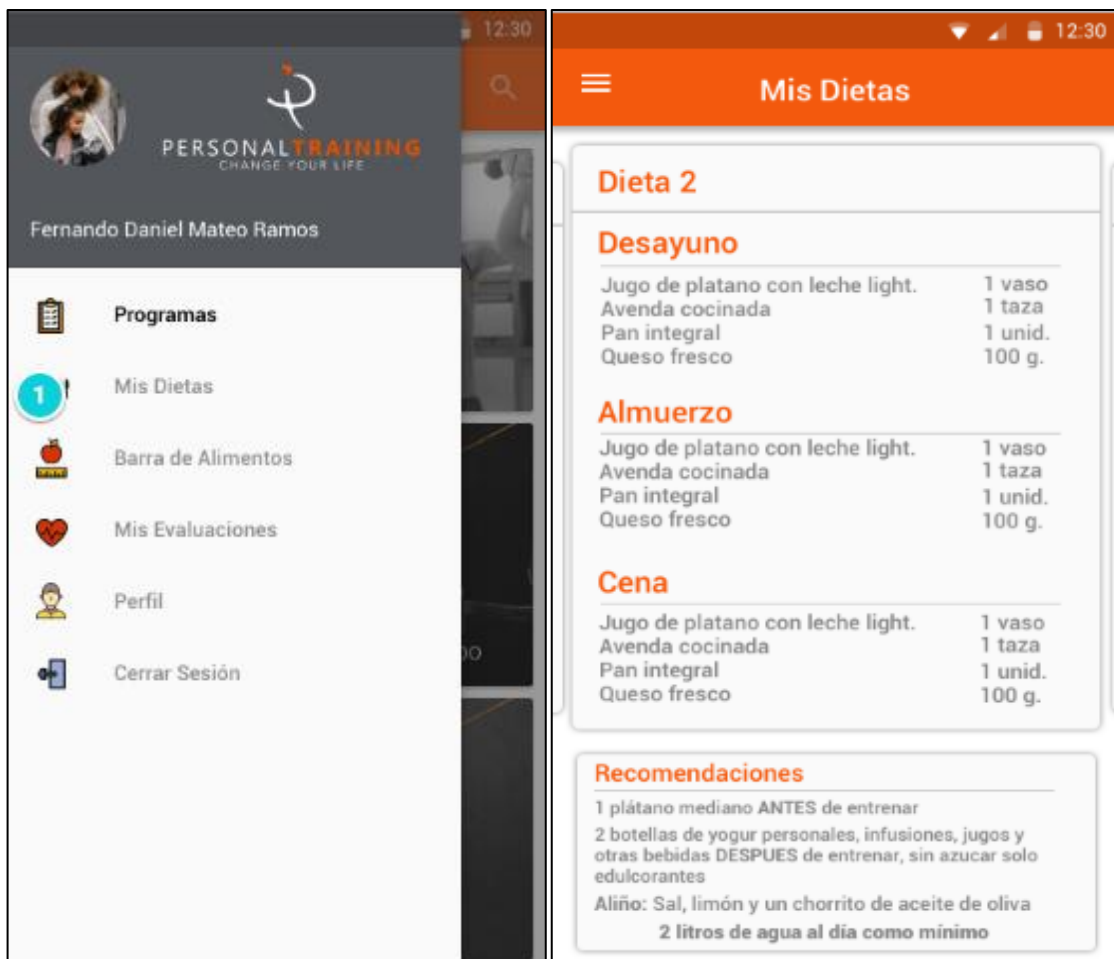 12:30
PERSONALTRAINING
CHANGE YOUR LIFE
Fernando Daniel Mateo Ramos
Programas
1
Mis Dietas
Barra de Alimentos
Mis Evaluaciones
Perfil
Cerrar Sesión
12:30
Mis Dietas
Dieta 2
Desayuno
Jugo de platano con leche light. 1 vaso
Avenda cocinada 1 taza
Pan integral 1 unid.
Queso fresco 100 g.
Almuerzo
Jugo de platano con leche light. 1 vaso
Avenda cocinada 1 taza
Pan integral 1 unid.
Queso fresco 100 g.
Cena
Jugo de platano con leche light. 1 vaso
Avenda cocinada 1 taza
Pan integral 1 unid.
Queso fresco 100 g.
Recomendaciones
1 plátano mediano ANTES de entrenar
2 botellas de yogur personales, infusiones, jugos y
otras bebidas DESPUES de entrenar, sin azucar solo
edulcorantes
Aliño: Sal, limón y un chorrito de aceite de oliva
2 litros de agua al día como mínimo